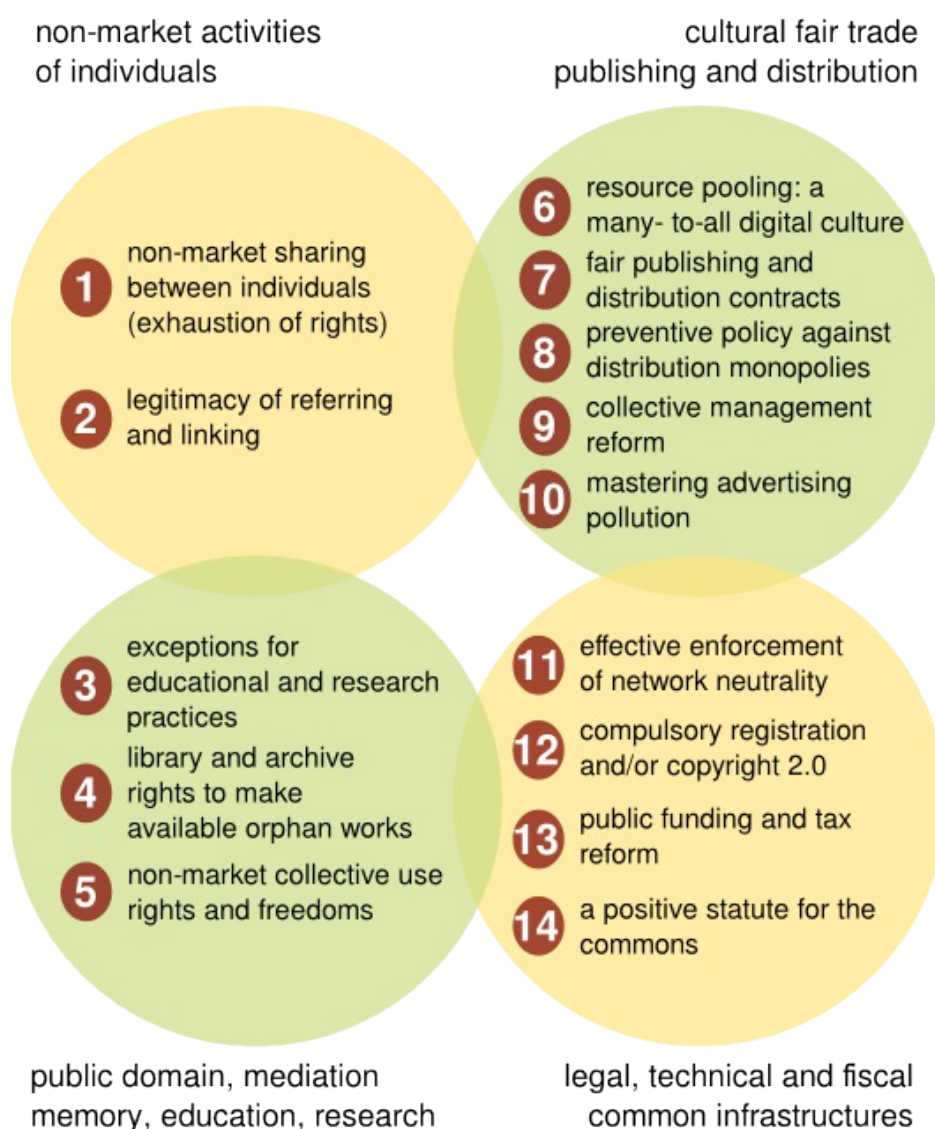 non-market activities
of individuals
cultural fair trade
publishing and distribution
1 non-market sharing
between individuals
(exhaustion of rights)
2 legitimacy of referring
and linking
6 resource pooling: a
many- to-all digital culture
7 fair publishing and
distribution contracts
8 preventive policy against
distribution monopolies
9 collective management
reform
10 mastering advertising
pollution
3 exceptions for
educational and research
practices
4 library and archive
rights to make
available orphan works
5 non-market collective use
rights and freedoms
11 effective enforcement
of network neutrality
12 compulsory registration
and/or copyright 2.0
13 public funding and tax
reform
14 a positive statute for the
commons
public domain, mediation
memory, education, research
legal, technical and fiscal
common infrastructures